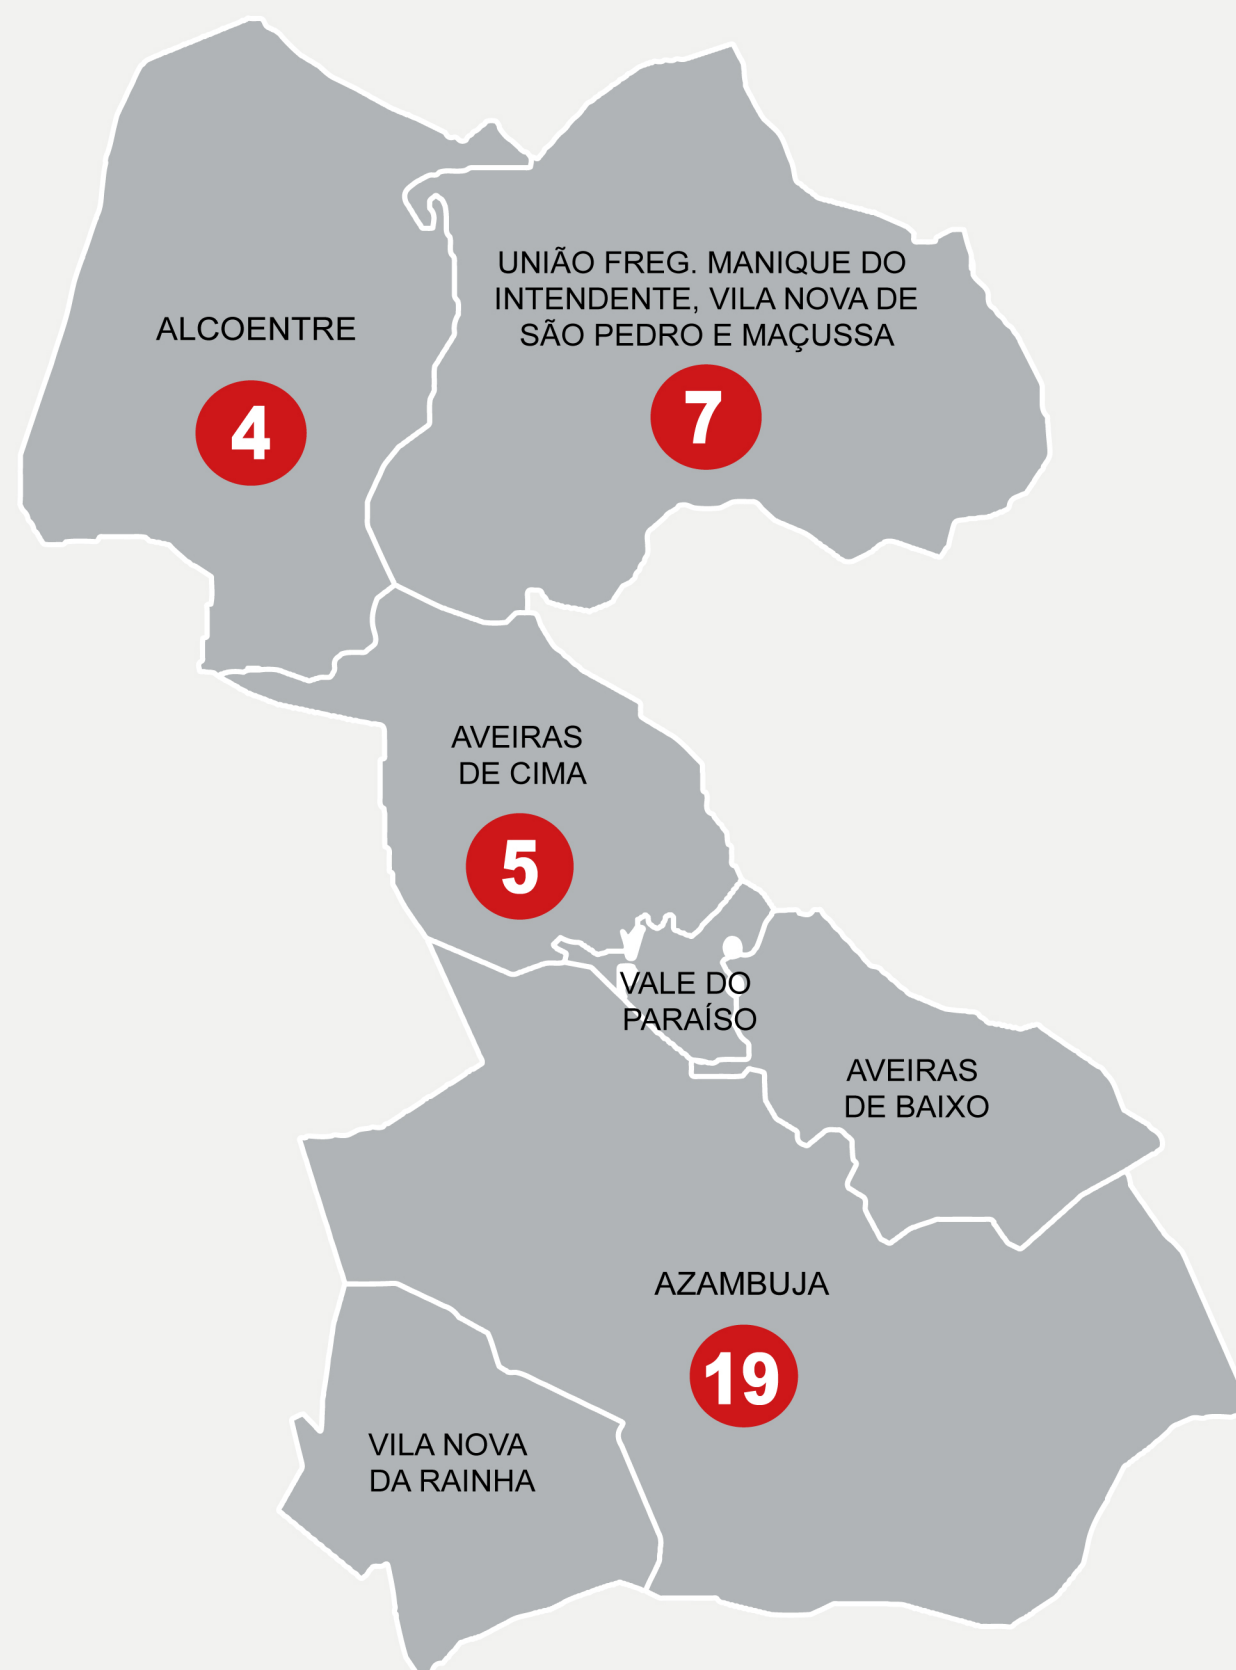 UNIÃO FREG. MANIQUE DO
INTENDENTE, VILA NOVA DE
SÃO PEDRO E MAÇUSSA
7
ALCOENTRE
4
AVEIRAS
DE CIMA
5
VALE DO
PARAÍSO
AVEIRAS
DE BAIXO
AZAMBUJA
19
VILA NOVA
DA RAINHA